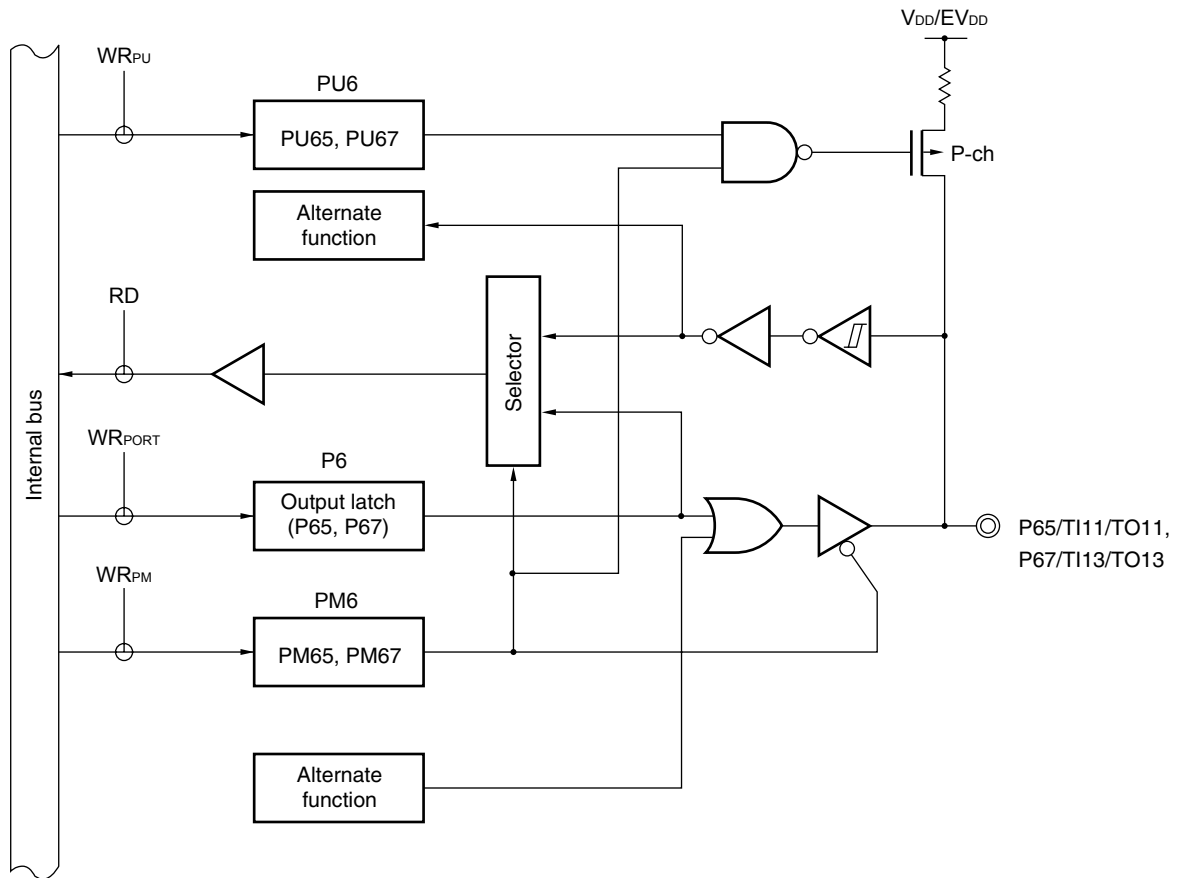 VDD/EVDD
WRPU
PU6
PU65, PU67
P-ch
Alternate
function
RD
Selector
Internal bus
WRPORT
P6
Output latch
(P65, P67)
P65/TI11/TO11,
P67/TI13/TO13
WRPM
PM6
PM65, PM67
Alternate
function